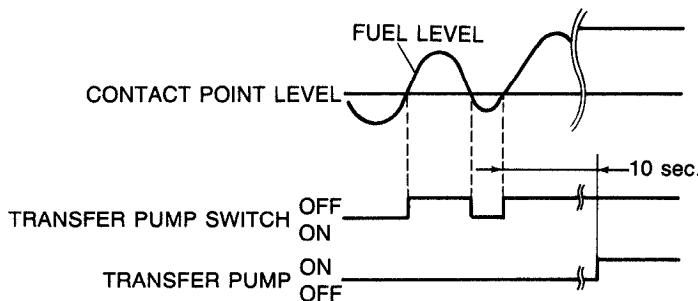 FUEL LEVEL
CONTACT POINT LEVEL
10 sec.
TRANSFER PUMP SWITCH OFF
ON
TRANSFER PUMP ON
OFF